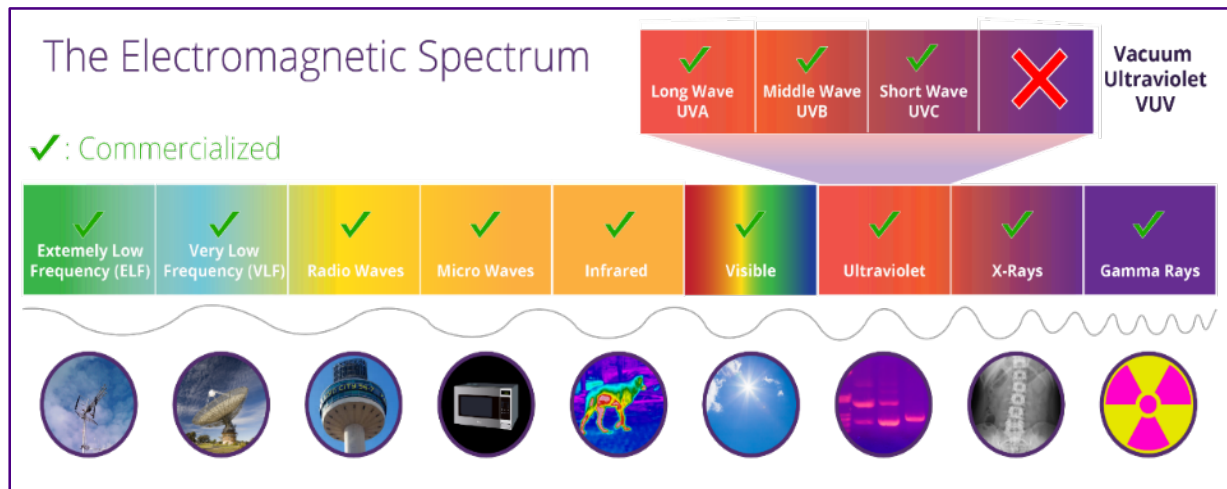 The Electromagnetic Spectrum
Long Wave
UVA
Middle Wave
UVB
Short Wave
UVC
Vacuum
Ultraviolet
VUV
: Commercialized
Extemely Low
Frequency (ELF)
Very Low
Frequency (VLF)
Radio Waves
Micro Waves
Infrared
Visible
Ultraviolet
X-Rays
Gamma Rays